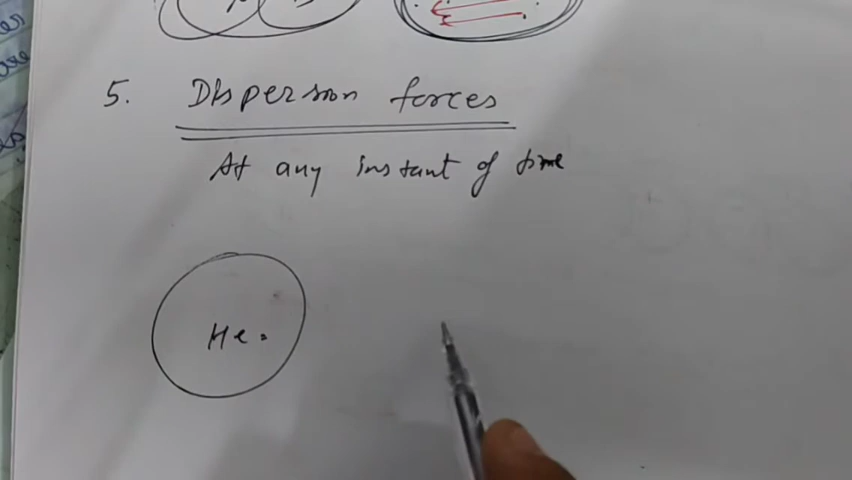 5. Dispersion forces
At any instant of time
He.